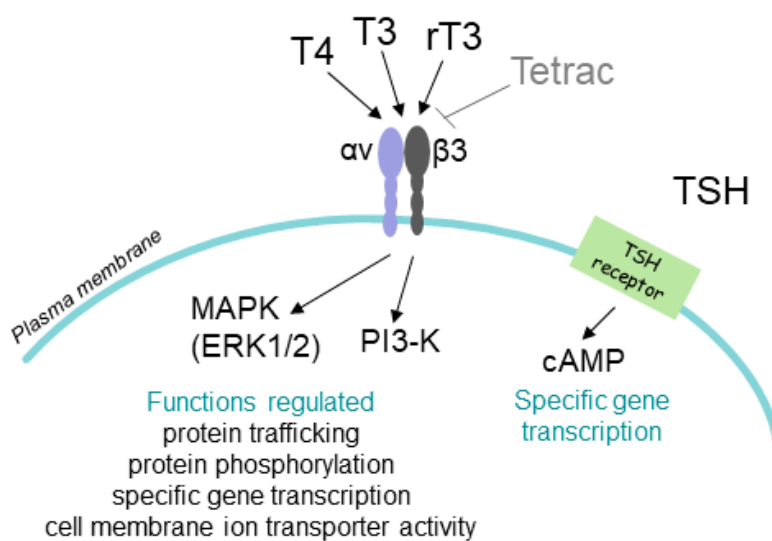 T4
T3
rT3
Tetrac
αv
β3
TSH
TSH
receptor
Plasma membrane
MAPK
(ERK1/2)
PI3-K
cAMP
Functions regulated
protein trafficking
protein phosphorylation
specific gene transcription
cell membrane ion transporter activity
Specific gene
transcription